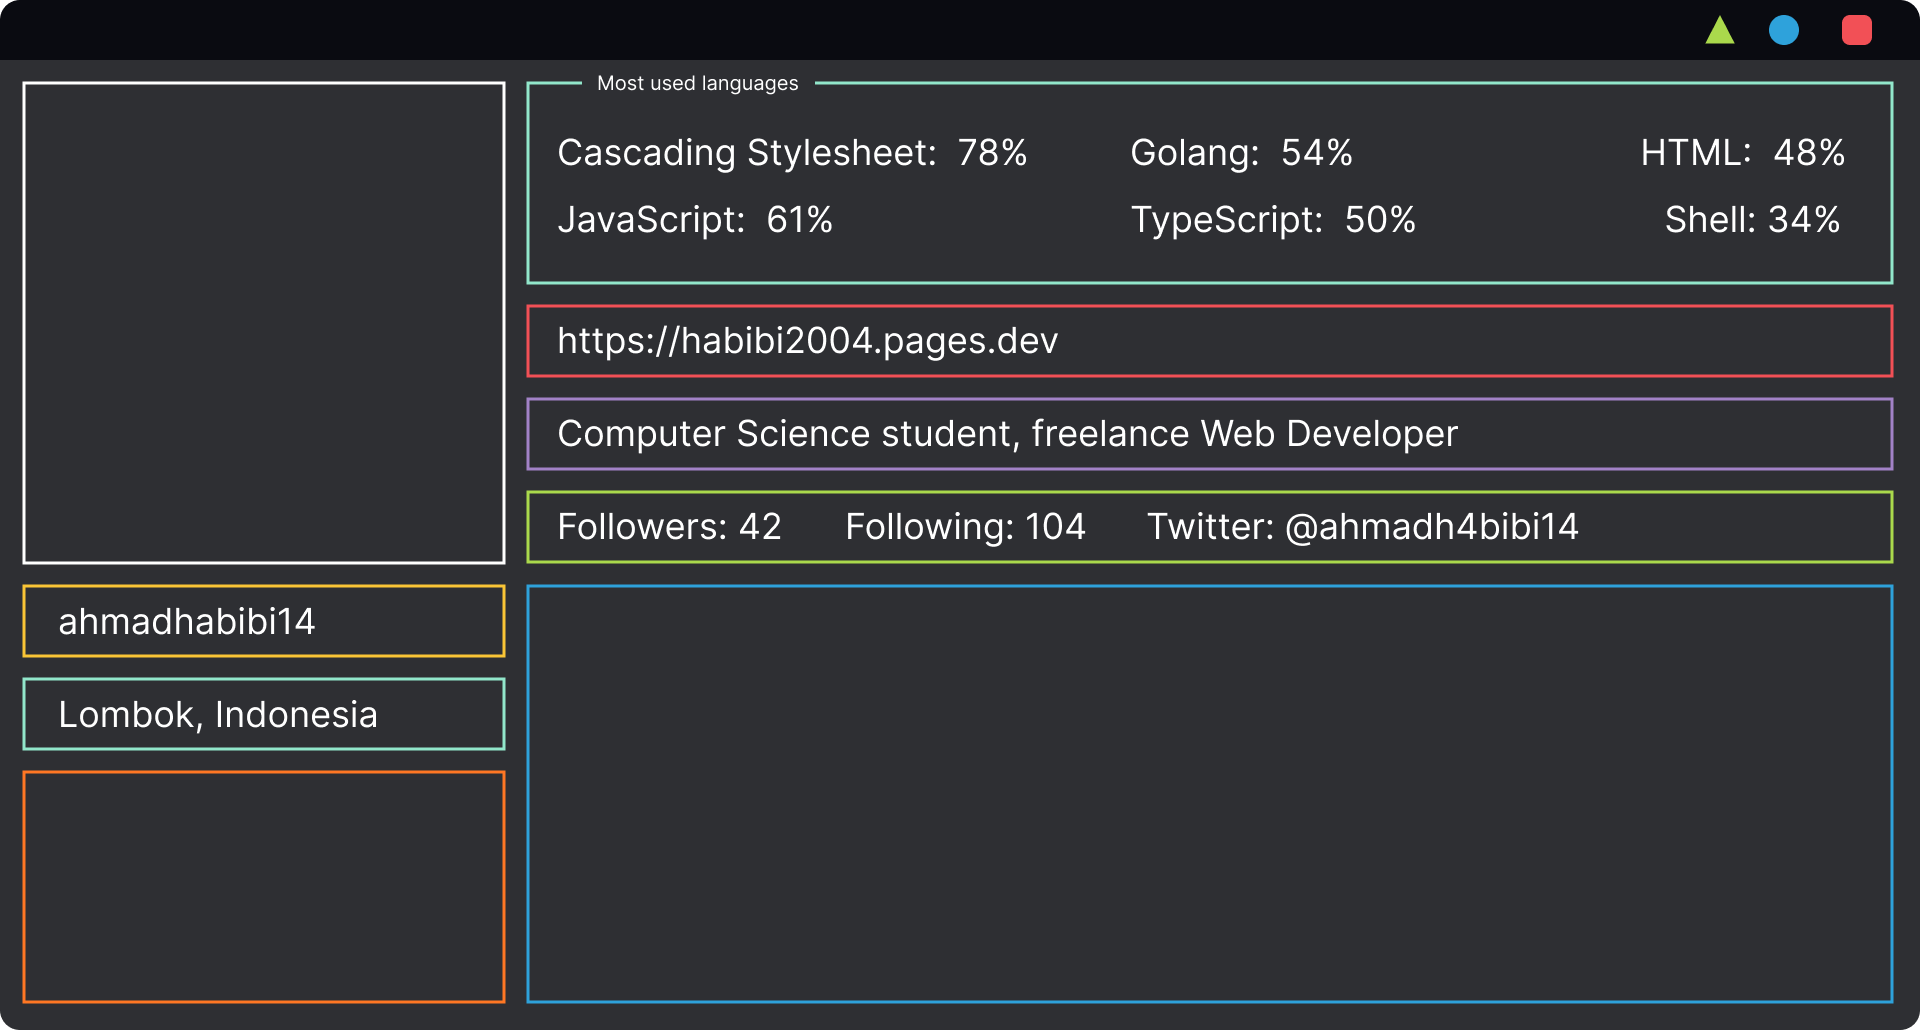 Most used languages
Cascading Stylesheet: 78% Golang: 54% HTML: 48%
JavaScript: 61% TypeScript: 50% Shell: 34%
https://habibi2004.pages.dev
Computer Science student, freelance Web Developer
Followers: 42 Following: 104 Twitter: @ahmadh4bibi14
ahmadhabibi14
Lombok, Indonesia